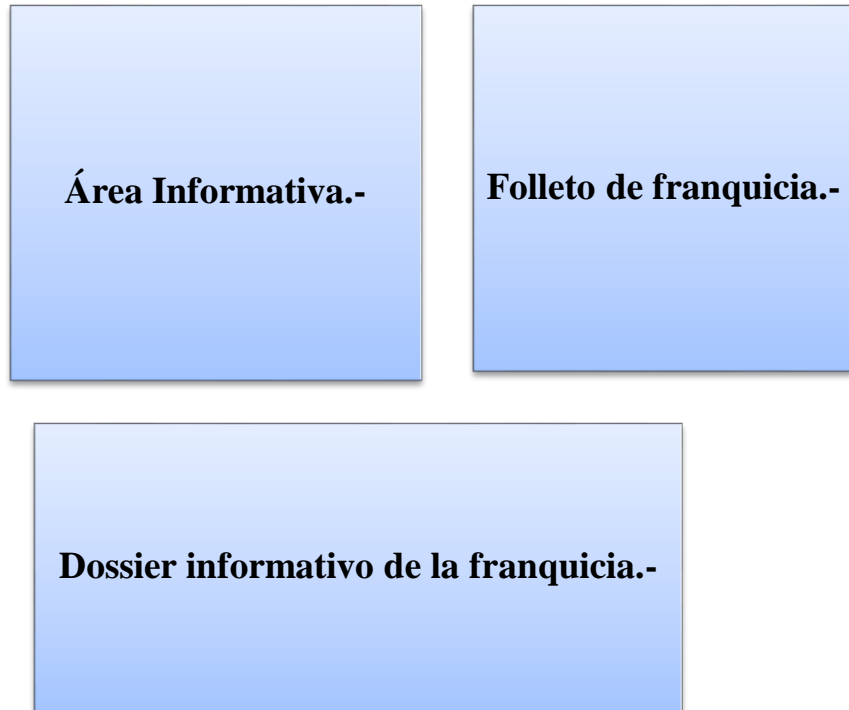 Área Informativa.-
Folleto de franquicia.-
Dossier informativo de la franquicia.-